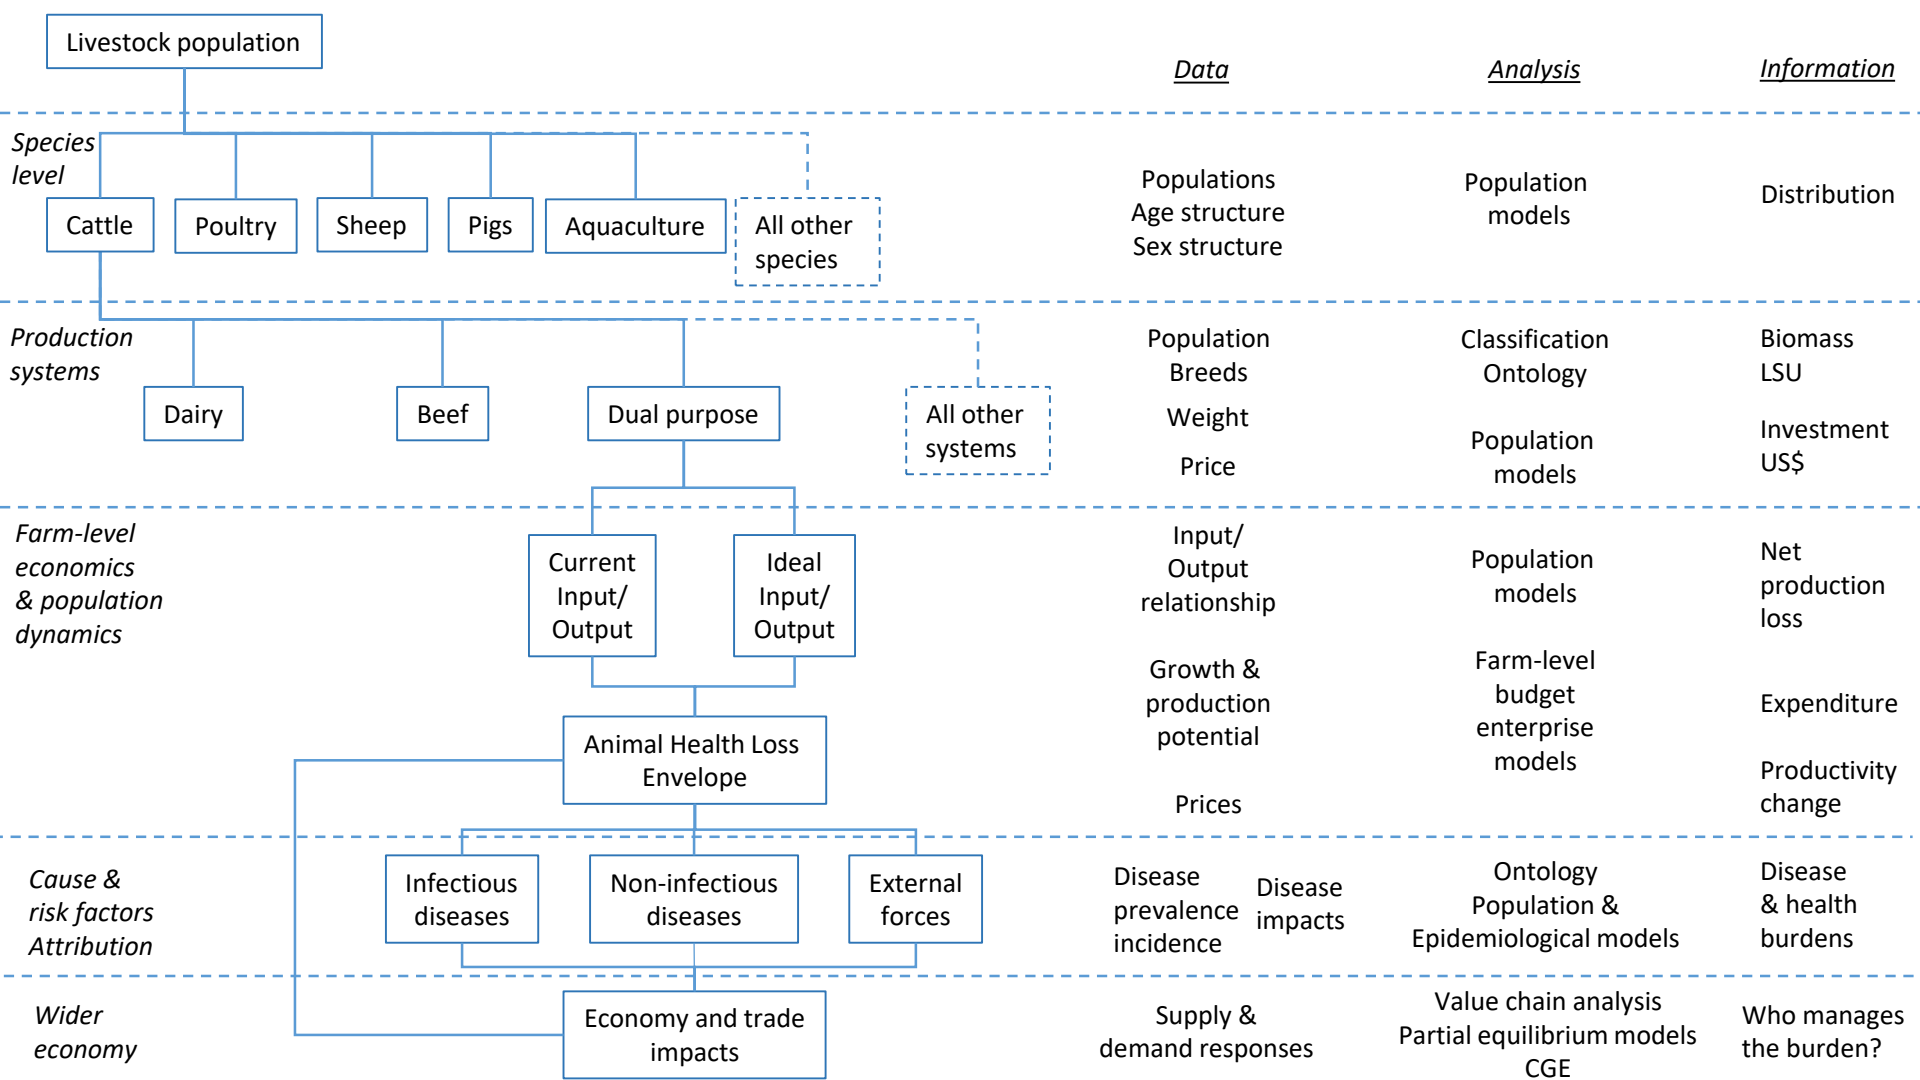 Livestock population
Data
Analysis
Information
Species
level
Cattle
Poultry
Sheep
Pigs
Aquaculture
All other
species
Populations
Age structure
Sex structure
Population
models
Distribution
Production
systems
Dairy
Beef
Dual purpose
All other
systems
Population
Breeds
Weight
Price
Classification
Ontology
Population
models
Biomass
LSU
Investment
US$
Farm-level
economics
& population
dynamics
Current
Input/
Output
Ideal
Input/
Output
Animal Health Loss
Envelope
Input/
Output
relationship
Growth &
production
potential
Prices
Population
models
Farm-level
budget
enterprise
models
Net
production
loss
Expenditure
Productivity
change
Cause &
risk factors
Attribution
Infectious
diseases
Non-infectious
diseases
External
forces
Disease
prevalence
incidence
Disease
impacts
Ontology
Population &
Epidemiological models
Disease
& health
burdens
Wider
economy
Economy and trade
impacts
Supply &
demand responses
Value chain analysis
Partial equilibrium models
CGE
Who manages
the burden?